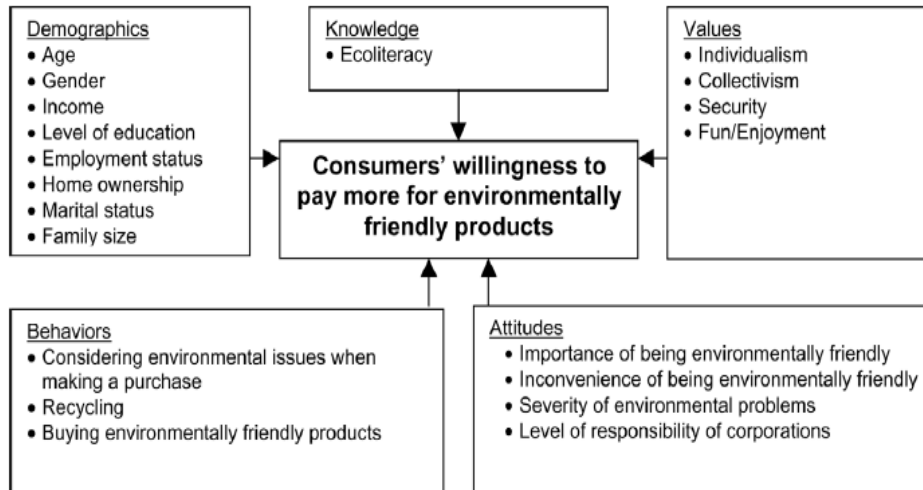 Demographics
• Age
• Gender
• Income
• Level of education
• Employment status
• Home ownership
• Marital status
• Family size
Knowledge
• Ecoliteracy
Values
• Individualism
• Collectivism
• Security
• Fun/Enjoyment
Consumers' willingness to
pay more for environmentally
friendly products
Behaviors
• Considering environmental issues when
making a purchase
• Recycling
• Buying environmentally friendly products
Attitudes
• Importance of being environmentally friendly
• Inconvenience of being environmentally friendly
• Severity of environmental problems
• Level of responsibility of corporations